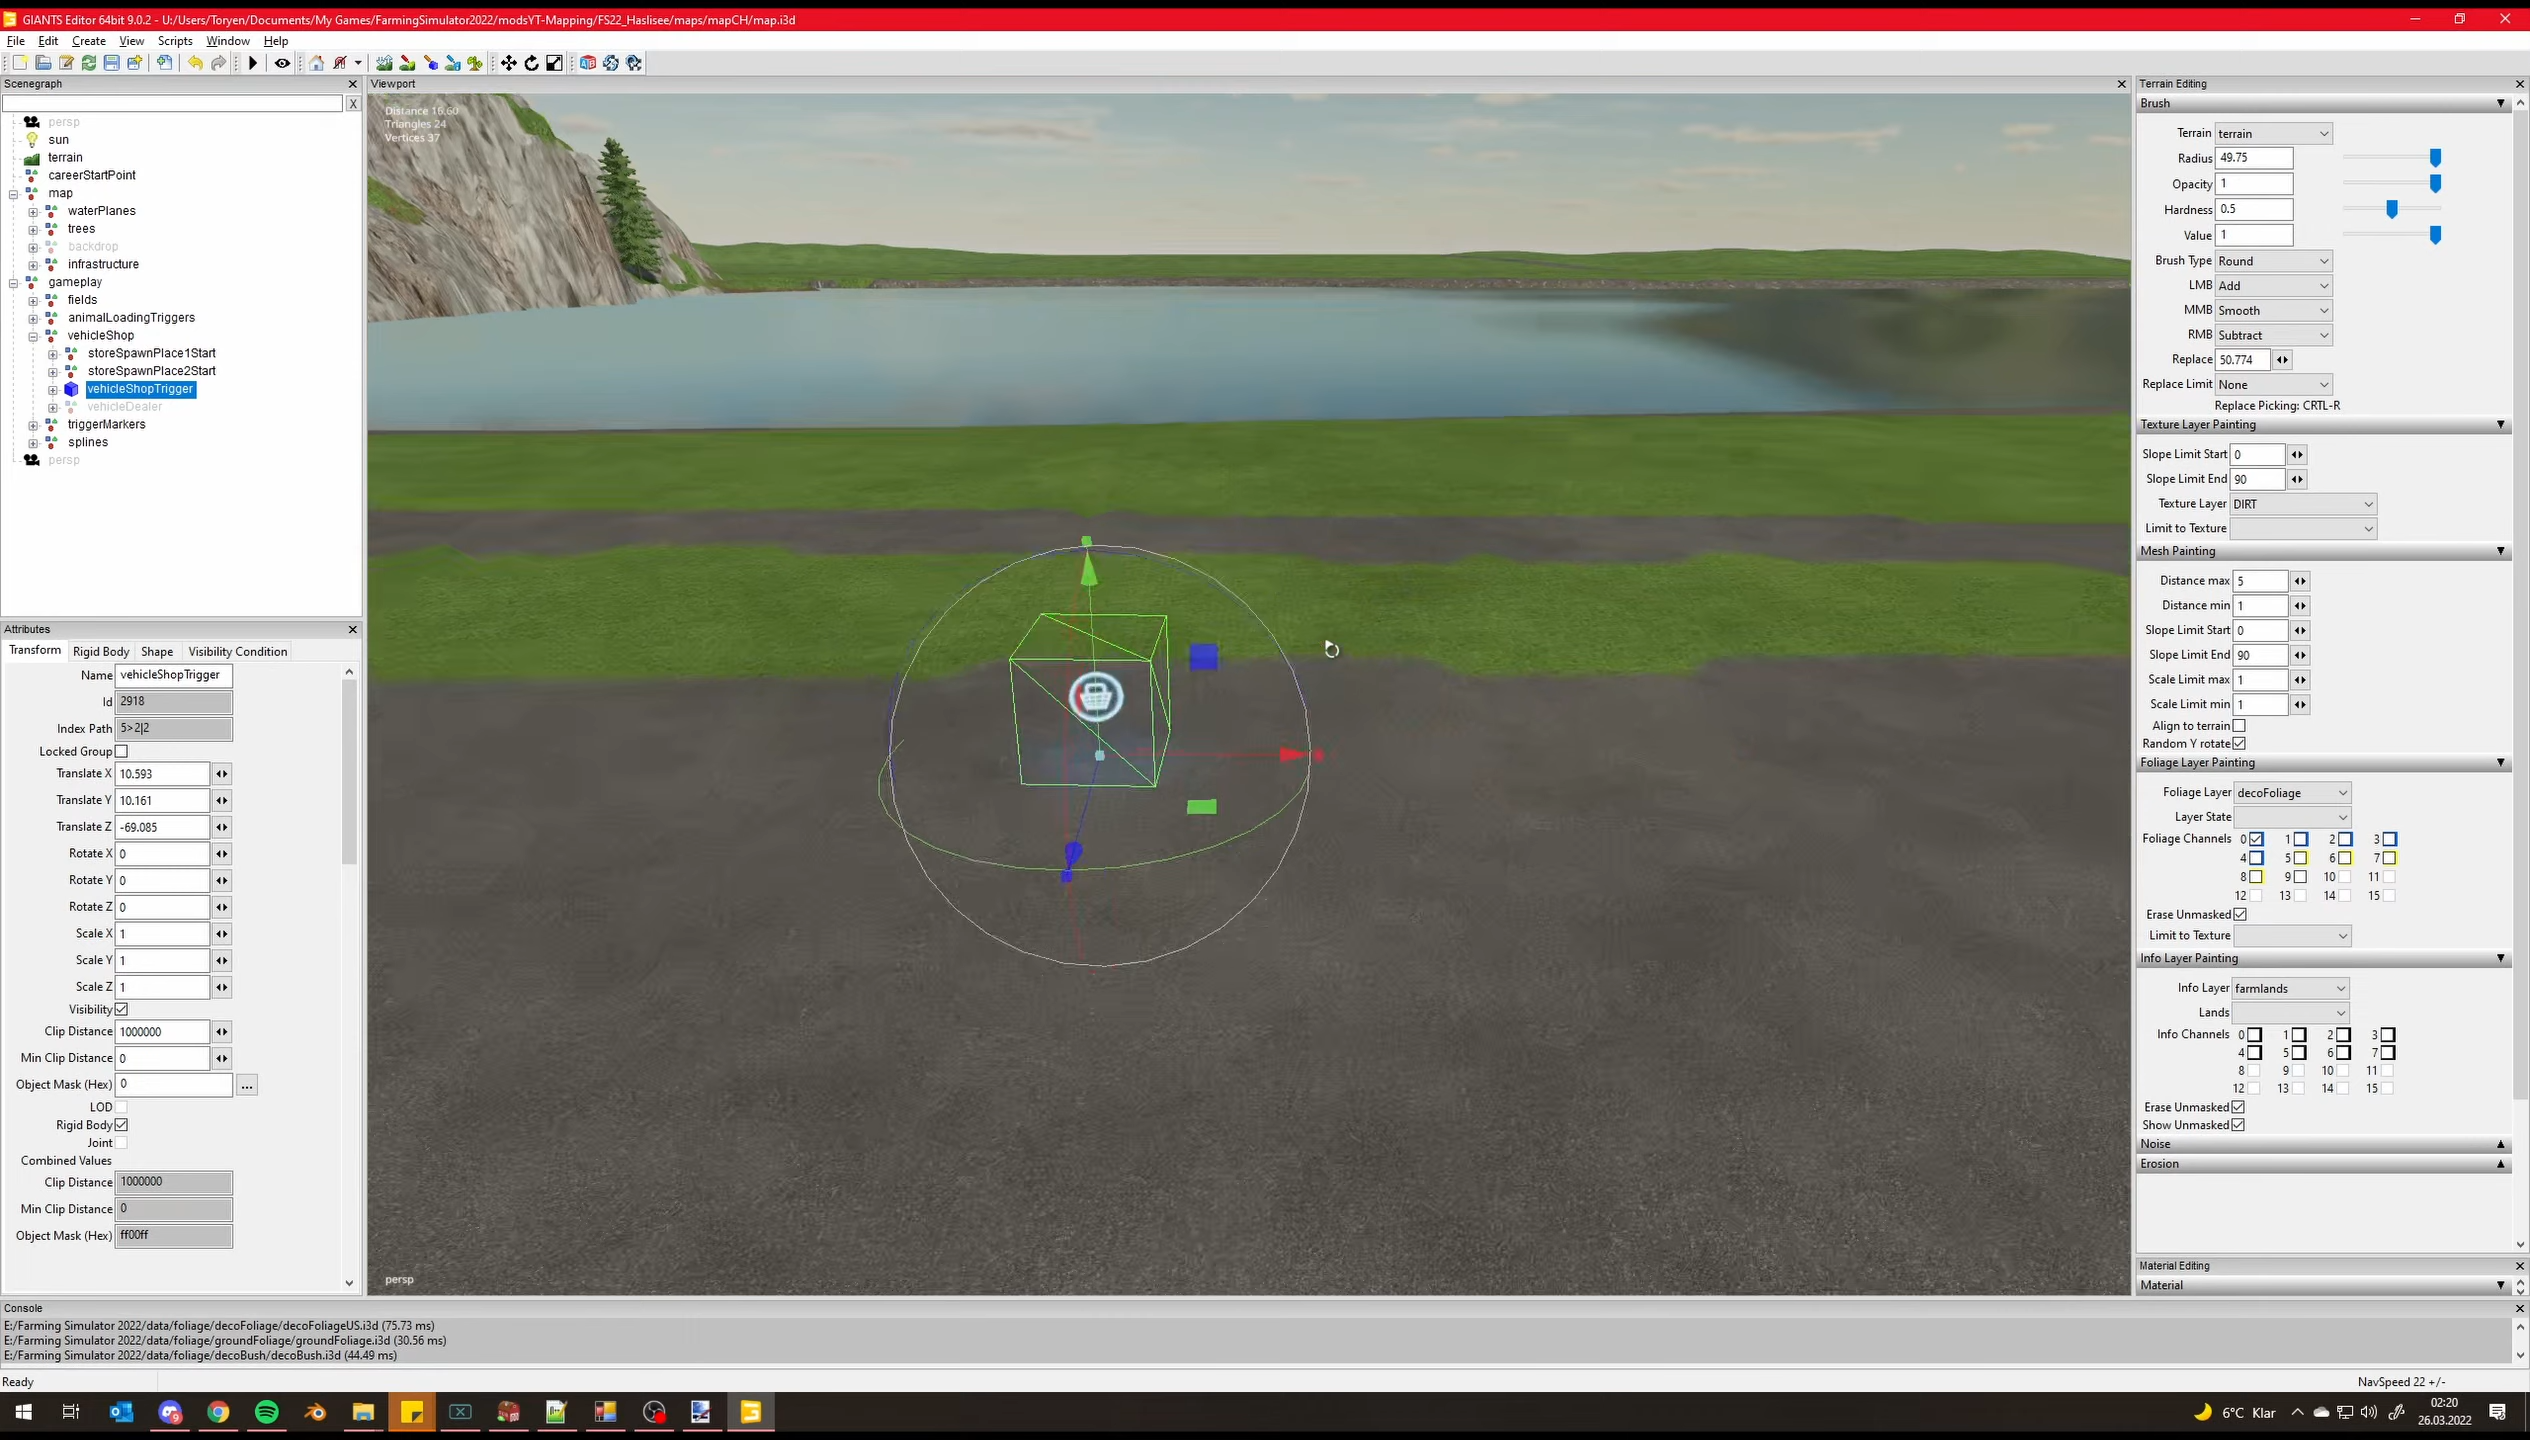 GIANTS Editor 64bit 9.0.2 - U:/Users/Toryen/Documents/My Games/FarmingSimulator2022/modsYT-Mapping/FS22_Haslisee/maps/mapCH/map.i3d
File Edit Create View Scripts Window Help
Scenegraph
X
persp
sun
terrain
careerStartPoint
map
waterPlanes
trees
backdrop
infrastructure
gameplay
fields
animalLoadingTriggers
vehicleShop
storeSpawnPlace1Start
storeSpawnPlace2Start
vehicleShopTrigger
vehicleDealer
triggerMarkers
splines
persp
Attributes
Transform Rigid Body Shape Visibility Condition
Name vehicleShopTrigger
Id 2918
Index Path 5>2|2
Locked Group
Translate X 10.593
Translate Y 10.161
Translate Z -69.085
Rotate X 0
Rotate Y 0
Rotate Z 0
Scale X 1
Scale Y 1
Scale Z 1
Visibility
Clip Distance 1000000
Min Clip Distance 0
Object Mask (Hex) 0 ...
LOD
Rigid Body
Joint
Combined Values
Clip Distance 1000000
Min Clip Distance 0
Object Mask (Hex) ff00ff
Viewport
Distance 16.60
Triangles 24
Vertices 37
persp
Terrain Editing
Brush
Terrain terrain
Radius 49.75
Opacity 1
Hardness 0.5
Value 1
Brush Type Round
LMB Add
MMB Smooth
RMB Subtract
Replace 50.774
Replace Limit None
Replace Picking: CRTL-R
Texture Layer Painting
Slope Limit Start 0
Slope Limit End 90
Texture Layer DIRT
Limit to Texture
Mesh Painting
Distance max 5
Distance min 1
Slope Limit Start 0
Slope Limit End 90
Scale Limit max 1
Scale Limit min 1
Align to terrain
Random Y rotate
Foliage Layer Painting
Foliage Layer decoFoliage
Layer State
Foliage Channels 0 1 2 3
4 5 6 7
8 9 10 11
12 13 14 15
Erase Unmasked
Limit to Texture
Info Layer Painting
Info Layer farmlands
Lands
Info Channels 0 1 2 3
4 5 6 7
8 9 10 11
12 13 14 15
Erase Unmasked
Show Unmasked
Noise
Erosion
Material Editing
Material
Console
E:/Farming Simulator 2022/data/foliage/decoFoliage/decoFoliageUS.i3d (75.73 ms)
E:/Farming Simulator 2022/data/foliage/groundFoliage/groundFoliage.i3d (30.56 ms)
E:/Farming Simulator 2022/data/foliage/decoBush/decoBush.i3d (44.49 ms)
Ready
NavSpeed 22 +/-
6°C Klar
02:20
26.03.2022